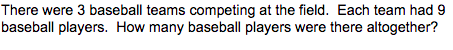 There were 3 baseball teams competing at the field.  Each team had 9
baseball players.  How many baseball players were there altogether?